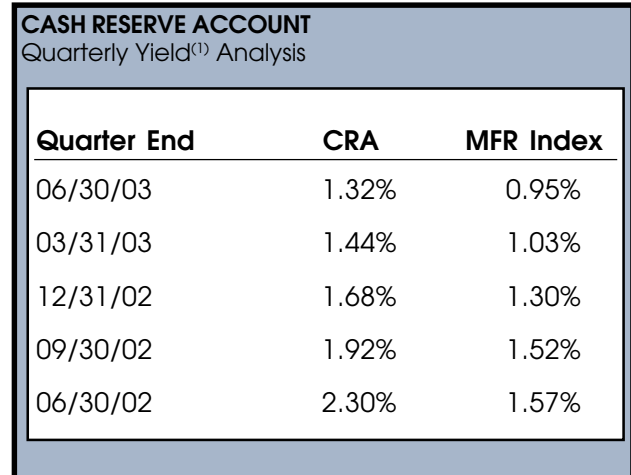 CASH RESERVE ACCOUNT
Quarterly Yield(1) Analysis
Quarter End CRA MFR Index
06/30/03 1.32% 0.95%
03/31/03 1.44% 1.03%
12/31/02 1.68% 1.30%
09/30/02 1.92% 1.52%
06/30/02 2.30% 1.57%